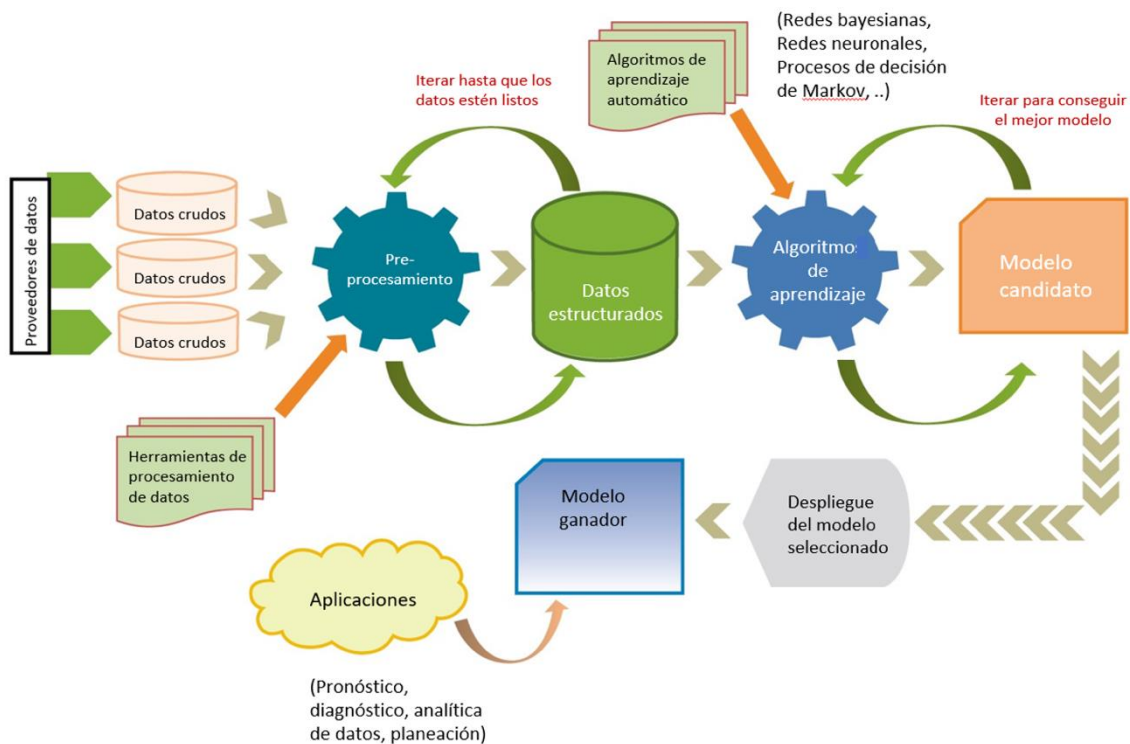 (Redes bayesianas,
Redes neuronales,
Procesos de decisión
de Markov, ..)
Algoritmos de
aprendizaje
automático
Iterar hasta que los
datos estén listos
Iterar para conseguir
el mejor modelo
Proveedores de datos
Datos crudos
Datos crudos
Datos crudos
Pre-
procesamiento
Datos
estructurados
Algoritmos
de
aprendizaje
Modelo
candidato
Herramientas de
procesamiento
de datos
Modelo
ganador
Despliegue
del modelo
seleccionado
Aplicaciones
(Pronóstico,
diagnóstico, analítica
de datos, planeación)